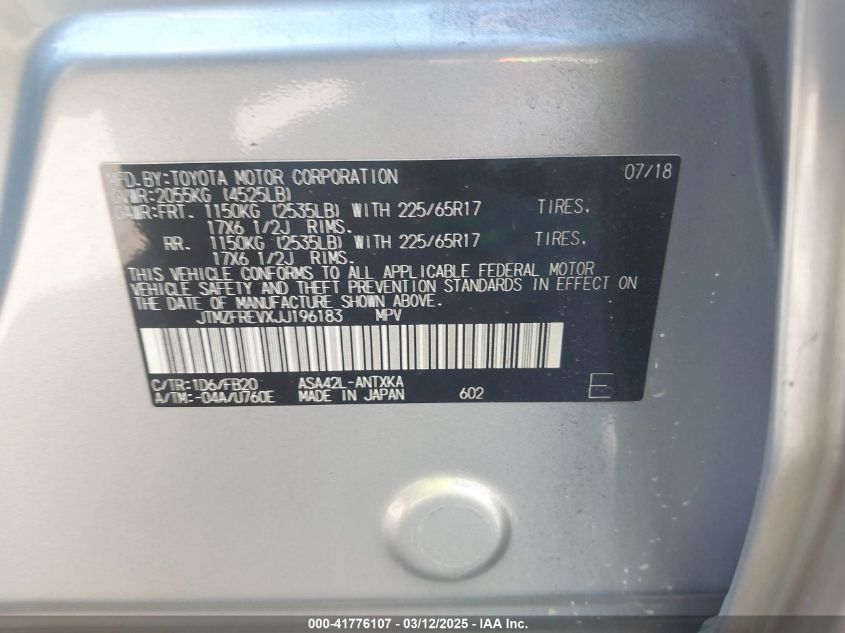 MFD.BY:TOYOTA MOTOR CORPORATION 07/18
GVWR:2055KG (4525LB)
GAWR:FRT. 1150KG (2535LB) WITH 225/65R17 TIRES,
17X6 1/2J RIMS.
RR. 1150KG (2535LB) WITH 225/65R17 TIRES,
17X6 1/2J RIMS.
THIS VEHICLE CONFORMS TO ALL APPLICABLE FEDERAL MOTOR
VEHICLE SAFETY AND THEFT PREVENTION STANDARDS IN EFFECT ON
THE DATE OF MANUFACTURE SHOWN ABOVE.
JTMZFREVXJJ196183 MPV
C/TR:1D6/FB20 ASA42L-ANTXKA
A/TM:-04A/U760E MADE IN JAPAN 602 E
000-41776107 - 03/12/2025 - IAA Inc.